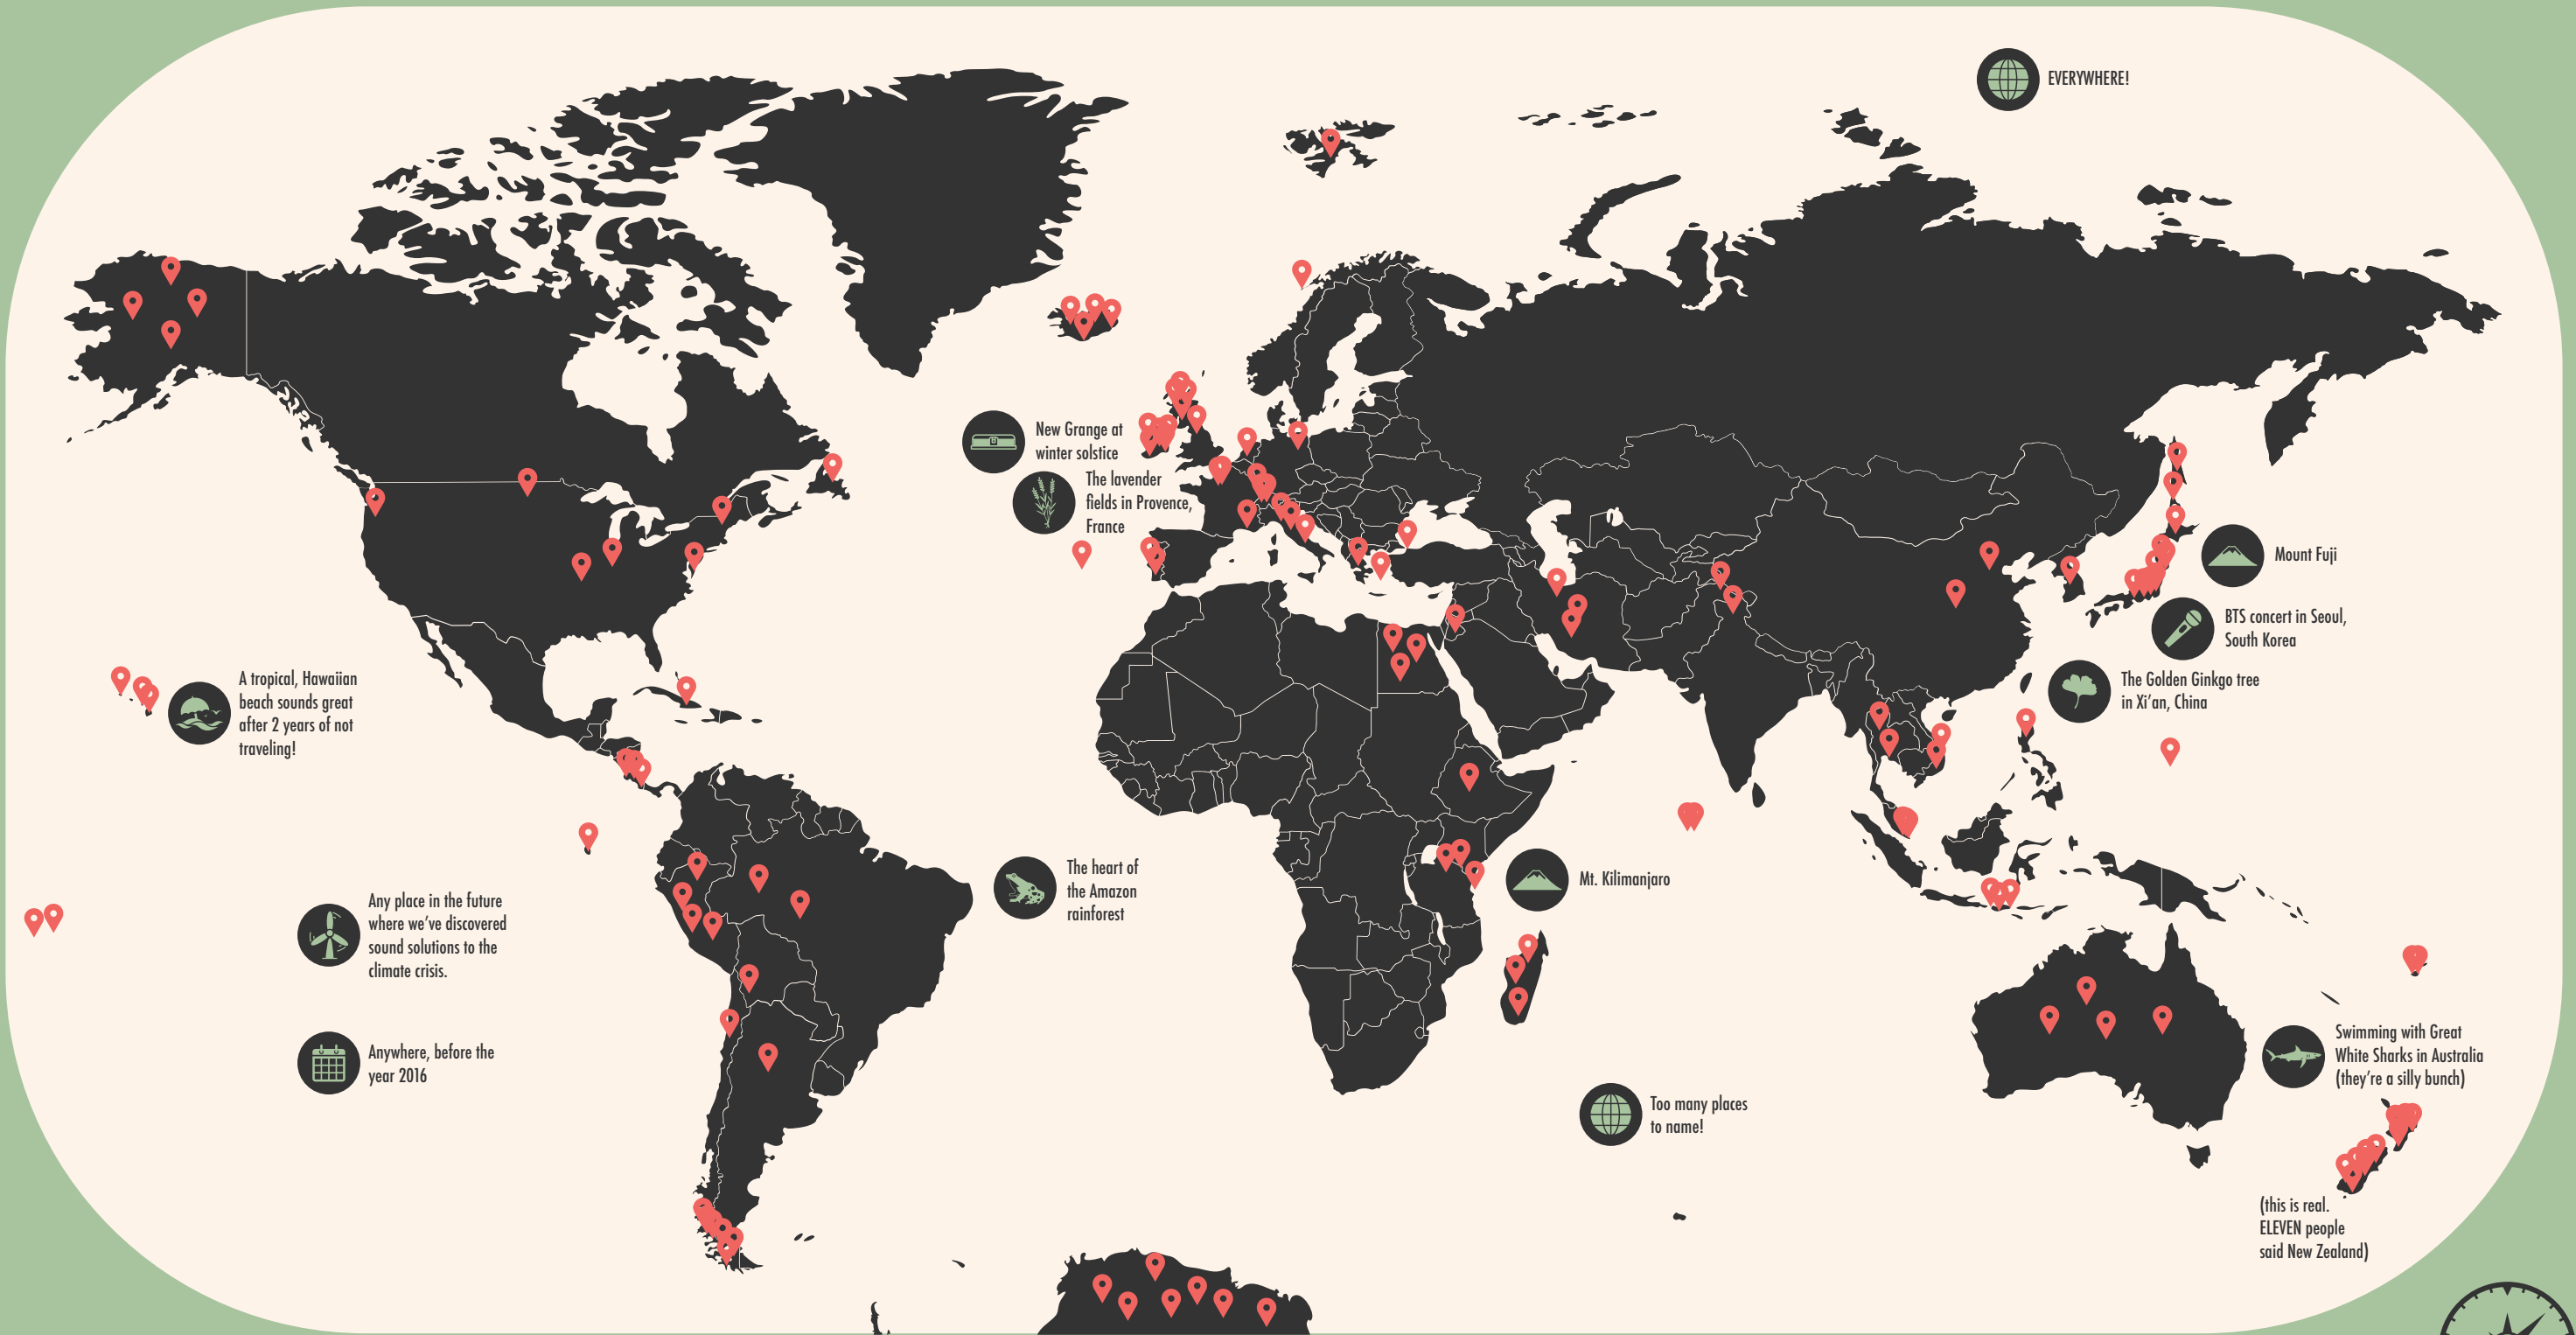 EVERYWHERE!
New Grange at
winter solstice
The lavender
fields in Provence,
France
Mount Fuji
BTS concert in Seoul,
South Korea
The Golden Ginkgo tree
in Xi'an, China
A tropical, Hawaiian
beach sounds great
after 2 years of not
traveling!
The heart of
the Amazon
rainforest
Mt. Kilimanjaro
Any place in the future
where we've discovered
sound solutions to the
climate crisis.
Anywhere, before the
year 2016
Swimming with Great
White Sharks in Australia
(they're a silly bunch)
Too many places
to name!
(this is real.
ELEVEN people
said New Zealand)